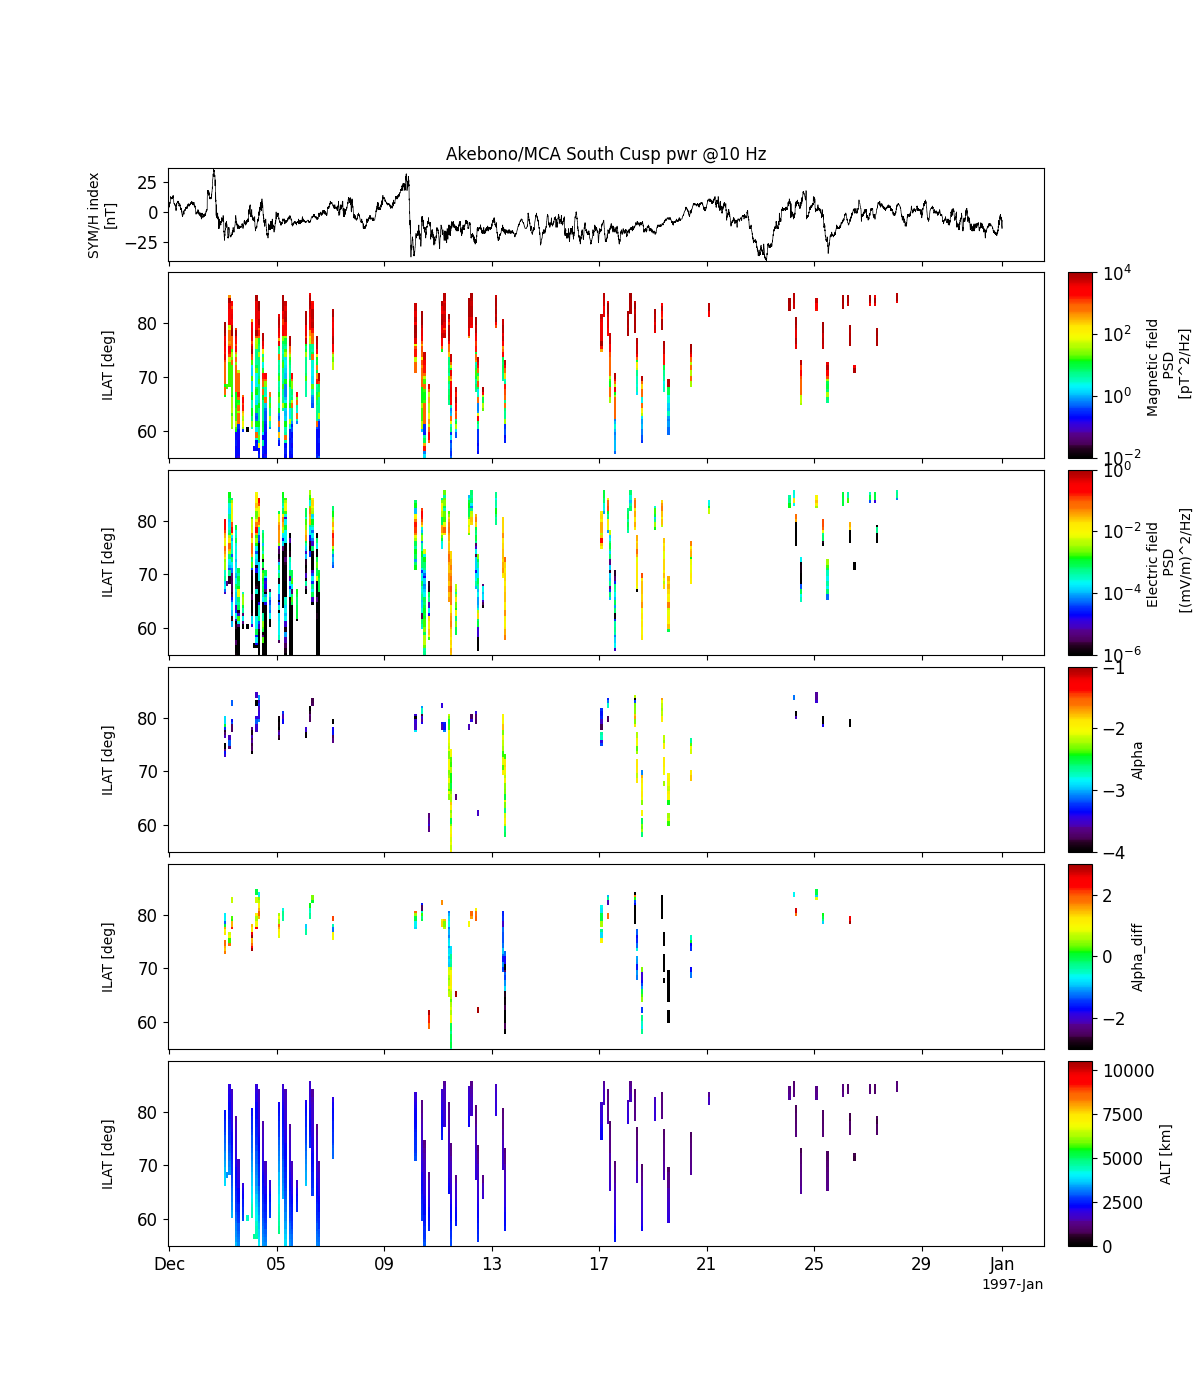 Akebono/MCA South Cusp pwr @10 Hz
SYM/H index
[nT]
25
0
−25
ILAT [deg]
80
70
60
10^4
10^2
10^0
10^-2
Magnetic field
PSD
[pT^2/Hz]
ILAT [deg]
80
70
60
10^0
10^-2
10^-4
10^-6
Electric field
PSD
[(mV/m)^2/Hz]
ILAT [deg]
80
70
60
−1
−2
−3
−4
Alpha
ILAT [deg]
80
70
60
2
0
−2
Alpha_diff
ILAT [deg]
80
70
60
10000
7500
5000
2500
0
ALT [km]
Dec 05 09 13 17 21 25 29 Jan
1997-Jan